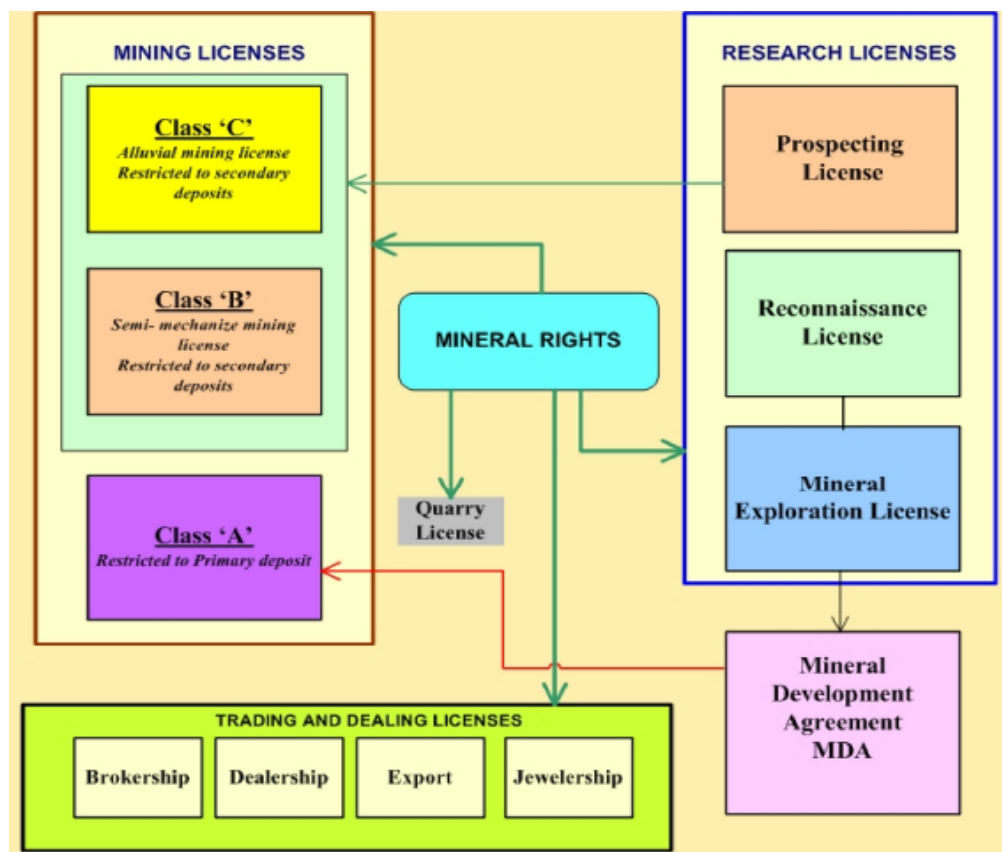 MINING LICENSES
Class ‘C’
Alluvial mining license
Restricted to secondary
deposits
Class ‘B’
Semi- mechanize mining
license
Restricted to secondary
deposits
Class ‘A’
Restricted to Primary deposit
MINERAL RIGHTS
Quarry
License
RESEARCH LICENSES
Prospecting
License
Reconnaissance
License
Mineral
Exploration License
Mineral
Development
Agreement
MDA
TRADING AND DEALING LICENSES
Brokership
Dealership
Export
Jewelership